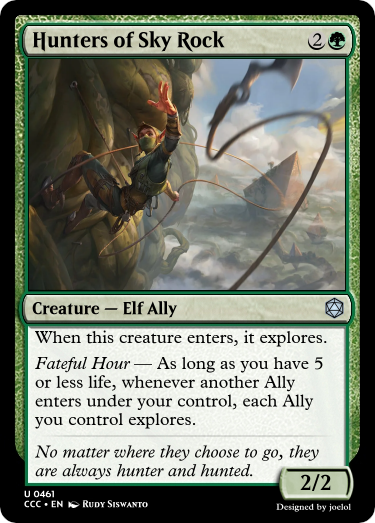 Hunters of Sky Rock 2
Creature — Elf Ally
When this creature enters, it explores.
Fateful Hour — As long as you have 5
or less life, whenever another Ally
enters under your control, each Ally
you control explores.
No matter where they choose to go, they
are always hunter and hunted.
2/2
U 0461
CCC • EN Rudy Siswanto
Designed by joelol